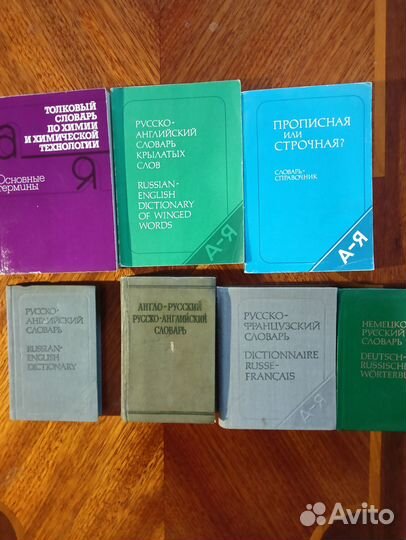 ТОЛКОВЫЙ
СЛОВАРЬ
ПО ХИМИИ
И ХИМИЧЕСКОЙ
ТЕХНОЛОГИИ
а
Я
Основные
термины
РУССКО-
АНГЛИЙСКИЙ
СЛОВАРЬ
КРЫЛАТЫХ
СЛОВ
RUSSIAN-
ENGLISH
DICTIONARY
OF WINGED
WORDS
А-Я
ПРОПИСНАЯ
ИЛИ
СТРОЧНАЯ?
СЛОВАРЬ-
СПРАВОЧНИК
А-Я
РУССКО-
АНГЛИЙСКИЙ
СЛОВАРЬ
RUSSIAN-
ENGLISH
DICTIONARY
АНГЛО-РУССКИЙ
РУССКО-АНГЛИЙСКИЙ
СЛОВАРЬ
РУССКО-
ФРАНЦУЗСКИЙ
СЛОВАРЬ
DICTIONNAIRE
RUSSE-
FRANÇAIS
А-Я
НЕМЕЦКО-
РУССКИЙ
СЛОВАРЬ
DEUTSCH-
RUSSISCHE
WÖRTERBU
Avito